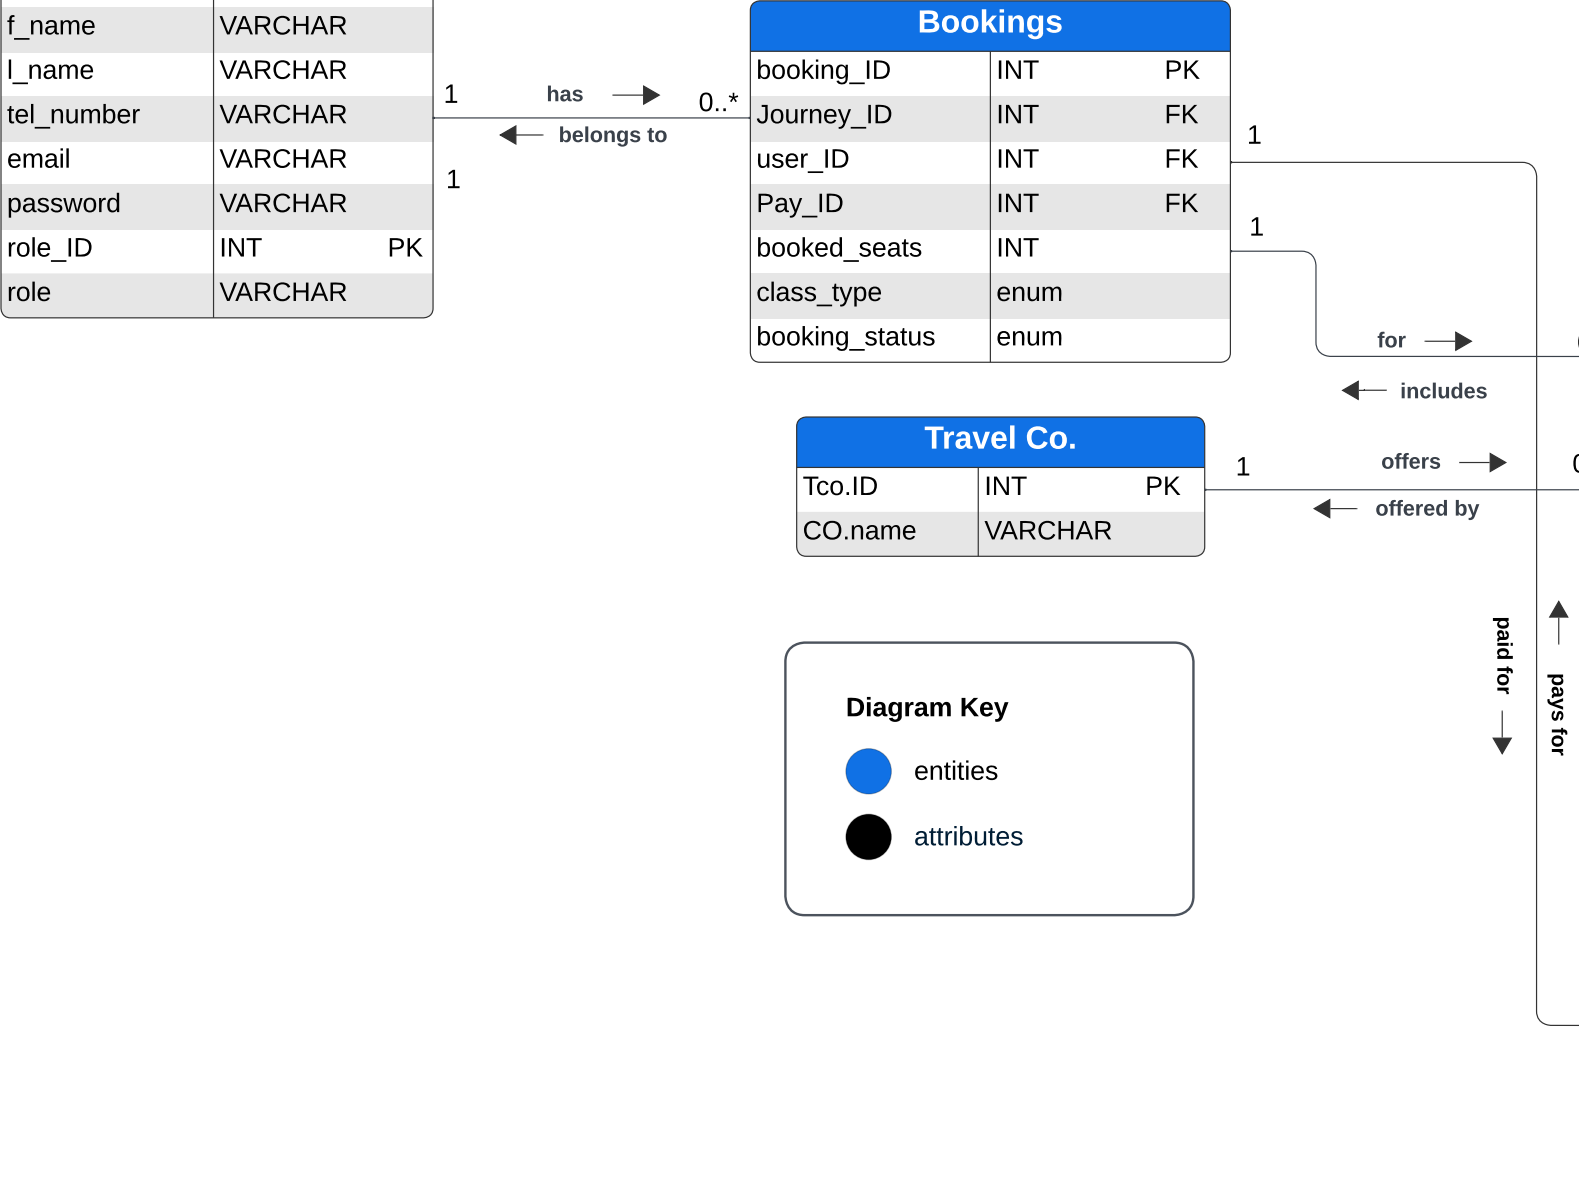 f_name VARCHAR
l_name VARCHAR
tel_number VARCHAR
email VARCHAR
password VARCHAR
role_ID INT PK
role VARCHAR
1
has
0..*
belongs to
1
Bookings
booking_ID INT PK
Journey_ID INT FK
user_ID INT FK
Pay_ID INT FK
booked_seats INT
class_type enum
booking_status enum
1
1
for
includes
Travel Co.
Tco.ID INT PK
CO.name VARCHAR
1
offers
offered by
paid for
pays for
Diagram Key
entities
attributes